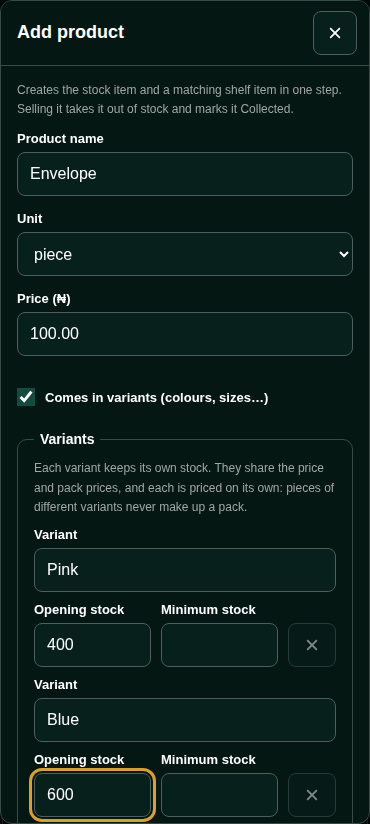 Add product
Creates the stock item and a matching shelf item in one step.
Selling it takes it out of stock and marks it Collected.
Product name
Envelope
Unit
piece
Price (₦)
100.00
Comes in variants (colours, sizes…)
Variants
Each variant keeps its own stock. They share the price
and pack prices, and each is priced on its own: pieces of
different variants never make up a pack.
Variant
Pink
Opening stock Minimum stock
400
Variant
Blue
Opening stock Minimum stock
600